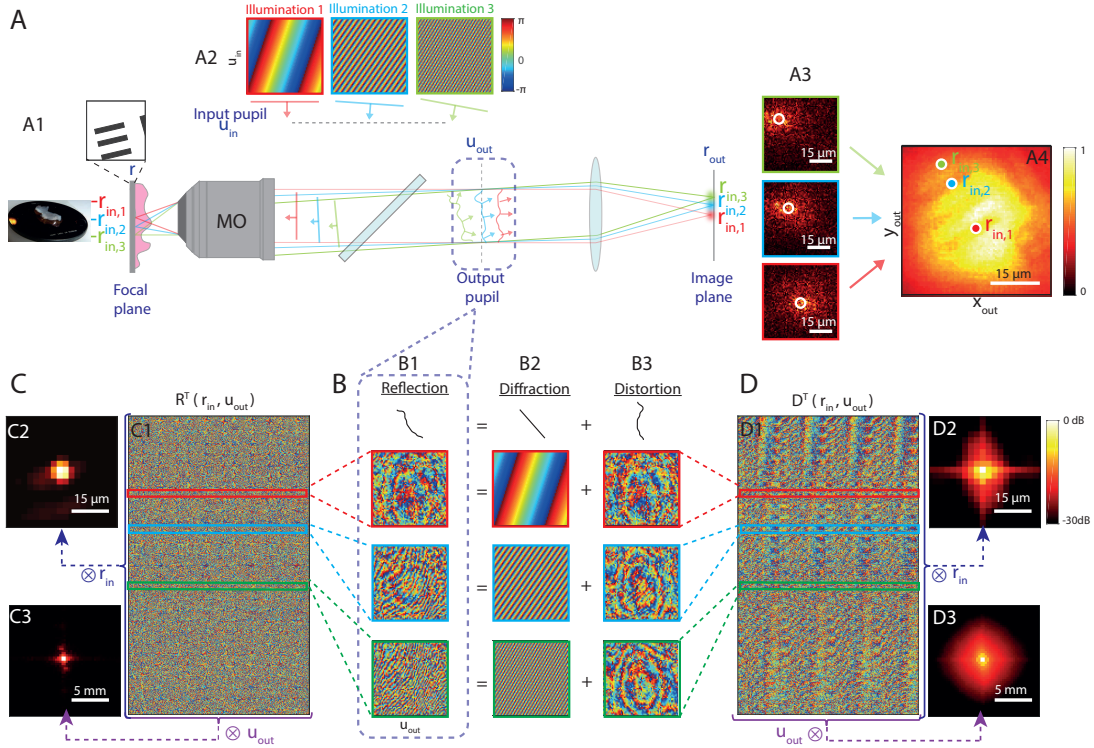 A
Illumination 1
Illumination 2
Illumination 3
A2
u_in
π
0
-π
Input pupil
u_in
A1
r
r_in,1
r_in,2
r_in,3
MO
Focal
plane
u_out
Output
pupil
r_out
r_in,3
r_in,2
r_in,1
Image
plane
A3
15 μm
15 μm
15 μm
A4
r_in,3
r_in,2
r_in,1
15 μm
y_out
x_out
1
0
B
B1
B2
B3
Reflection
Diffraction
Distortion
=
+
=
+
=
+
=
+
u_out
C
R^T ( r_in , u_out )
C1
C2
15 μm
⊗ r_in
C3
5 mm
⊗ u_out
D
D^T ( r_in , u_out )
D1
D2
15 μm
0 dB
-30dB
⊗ r_in
D3
5 mm
u_out ⊗